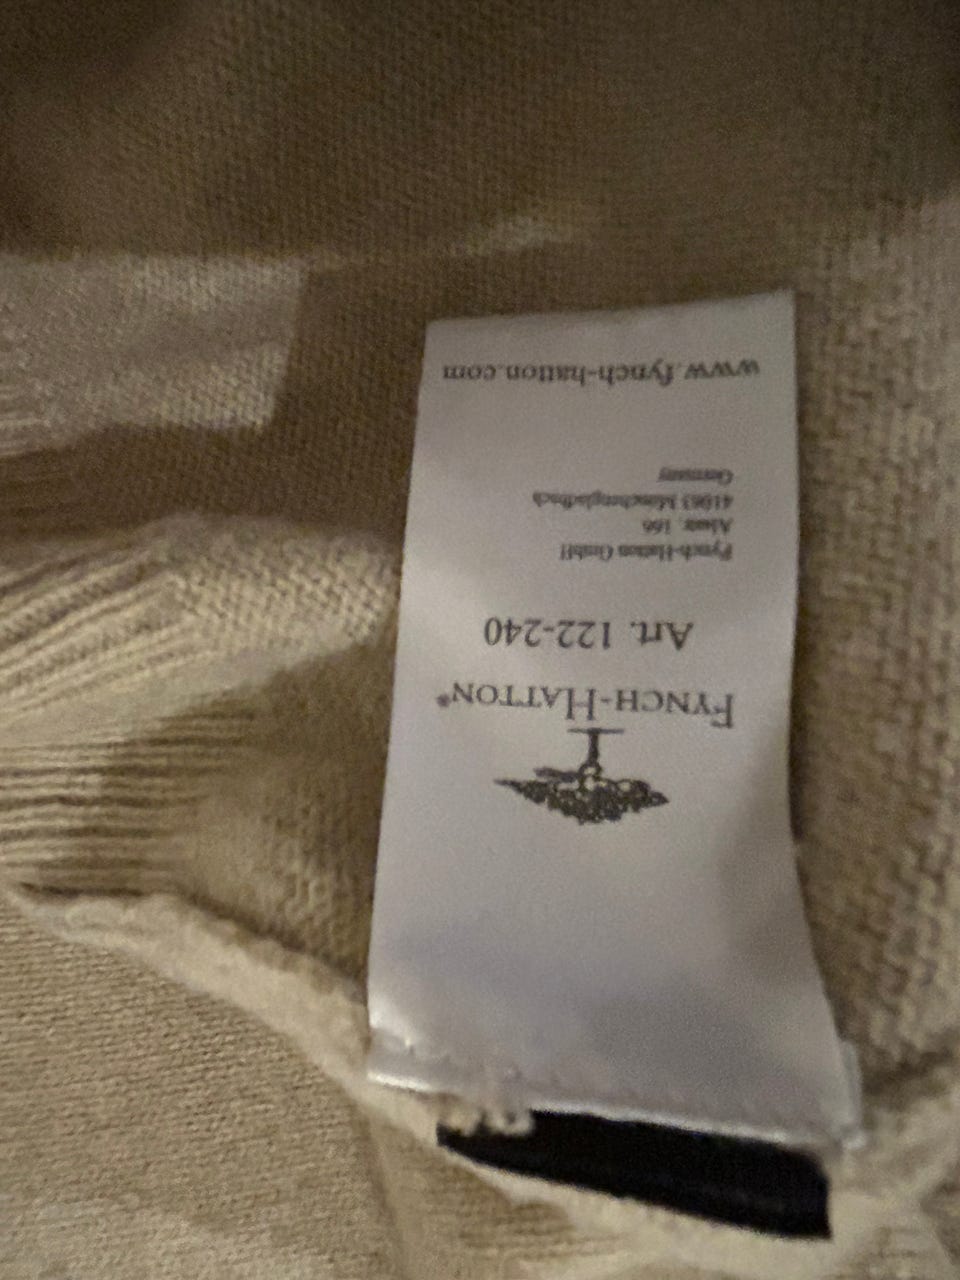 FYNCH-HATTON®
Art. 122-240
Fynch-Hatton GmbH
Alsstr. 166
41063 Mönchengladbach
Germany
www.fynch-hatton.com